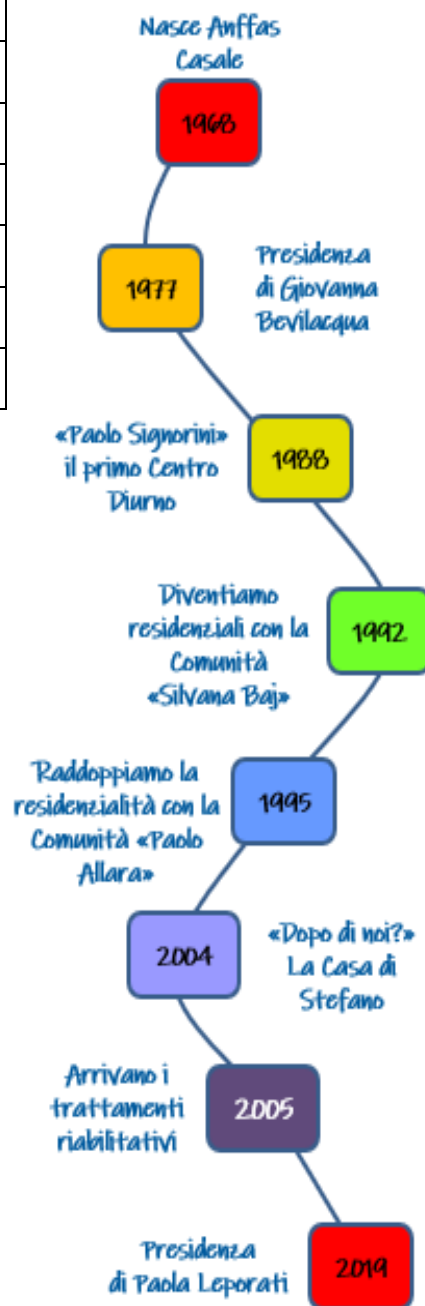 Nasce Anffas
Casale
1968
1977
Presidenza
di Giovanna
Bevilacqua
«Paolo Signorini»
il primo Centro
Diurno
1988
Diventiamo
residenziali con la
Comunità
«Silvana Baj»
1992
Raddoppiamo la
residenzialità con la
Comunità «Paolo
Allara»
1995
2004
«Dopo di noi?»
La Casa di
Stefano
Arrivano i
trattamenti
riabilitativi
2005
Presidenza
di Paola Leporati
2019